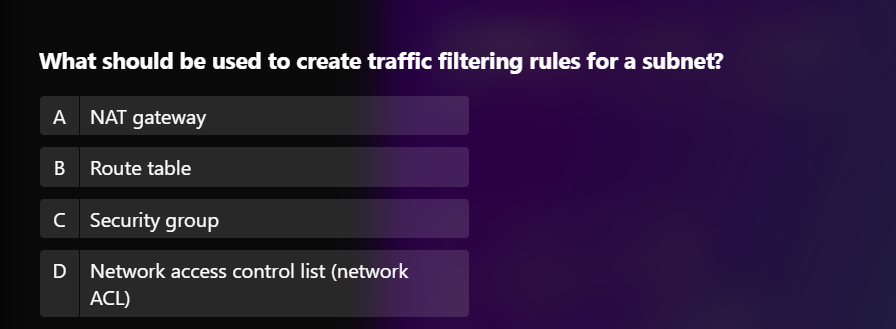 What should be used to create traffic filtering rules for a subnet?
A NAT gateway
B Route table
C Security group
D Network access control list (network
ACL)